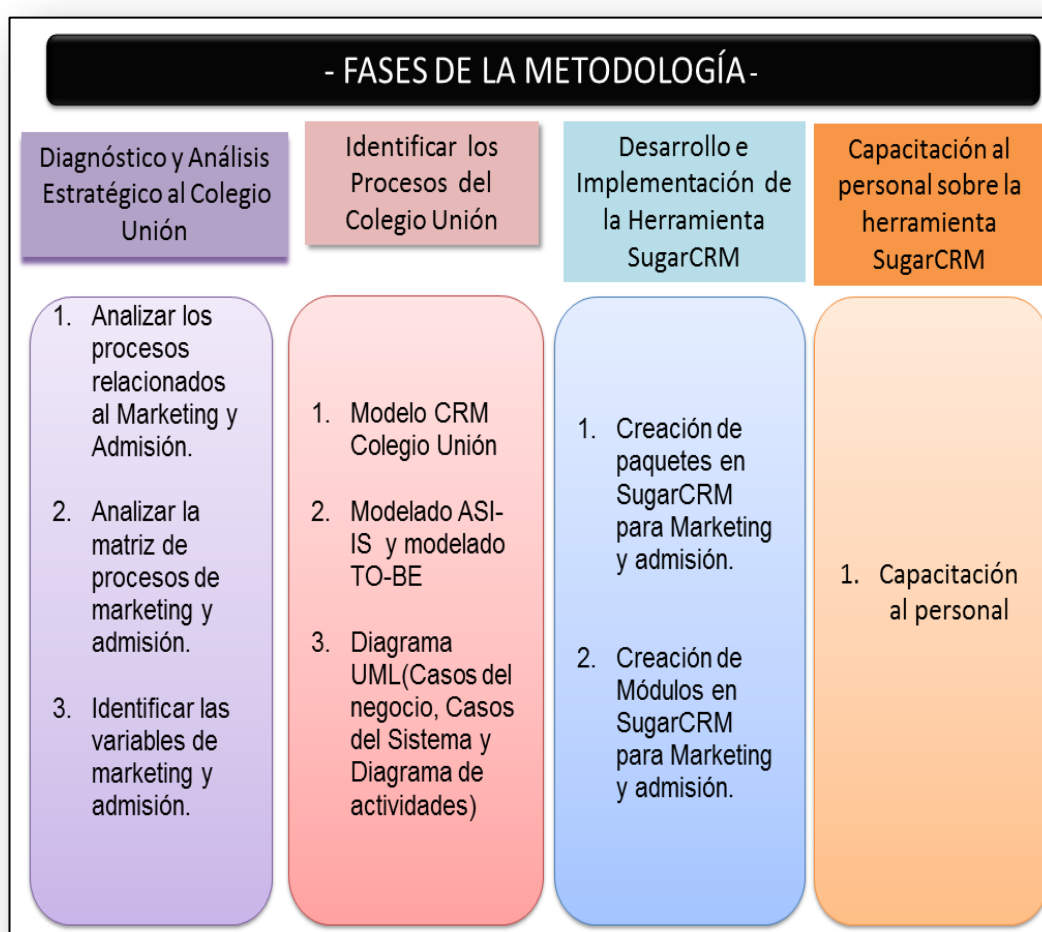 - FASES DE LA METODOLOGÍA-
Diagnóstico y Análisis
Estratégico al Colegio
Unión
Identificar los
Procesos del
Colegio Unión
Desarrollo e
Implementación de
la Herramienta
SugarCRM
Capacitación al
personal sobre la
herramienta
SugarCRM
1. Analizar los
procesos
relacionados
al Marketing y
Admisión.
2. Analizar la
matriz de
procesos de
marketing y
admisión.
3. Identificar las
variables de
marketing y
admisión.
1. Modelo CRM
Colegio Unión
2. Modelado ASI-
IS y modelado
TO-BE
3. Diagrama
UML(Casos del
negocio, Casos
del Sistema y
Diagrama de
actividades)
1. Creación de
paquetes en
SugarCRM
para Marketing
y admisión.
2. Creación de
Módulos en
SugarCRM
para Marketing
y admisión.
1. Capacitación
al personal